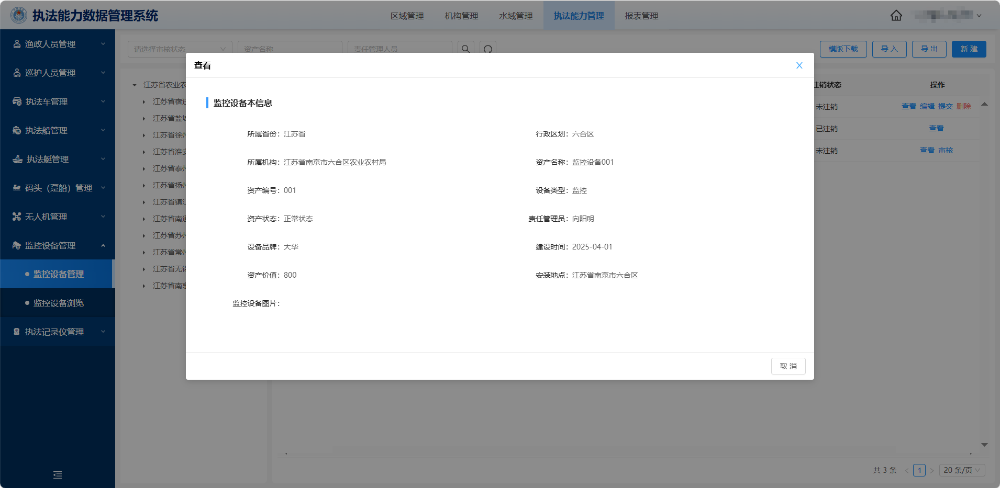 执法能力数据管理系统
区域管理 机构管理 水域管理 执法能力管理 报表管理
渔政人员管理
巡护人员管理
执法车管理
执法船管理
执法艇管理
码头（趸船）管理
无人机管理
监控设备管理
监控设备管理
监控设备浏览
执法记录仪管理
请选择审核状态 资产名称 责任管理人员
模版下载 导入 导出 新建
江苏省农业农
江苏省宿迁
江苏省盐城
江苏省徐州
江苏省淮安
江苏省泰州
江苏省扬州
江苏省镇江
江苏省南通
江苏省苏州
江苏省常州
江苏省无锡
江苏省南京
注销状态 操作
未注销 查看 编辑 提交 删除
已注销 查看
未注销 查看 审核
查看 X
监控设备本信息
所属省份：江苏省 行政区划：六合区
所属机构：江苏省南京市六合区农业农村局 资产名称：监控设备001
资产编号：001 设备类型：监控
资产状态：正常状态 责任管理员：向阳明
设备品牌：大华 建设时间：2025-04-01
资产价值：800 安装地点：江苏省南京市六合区
监控设备图片：
取消
共 3 条 < 1 > 20 条/页